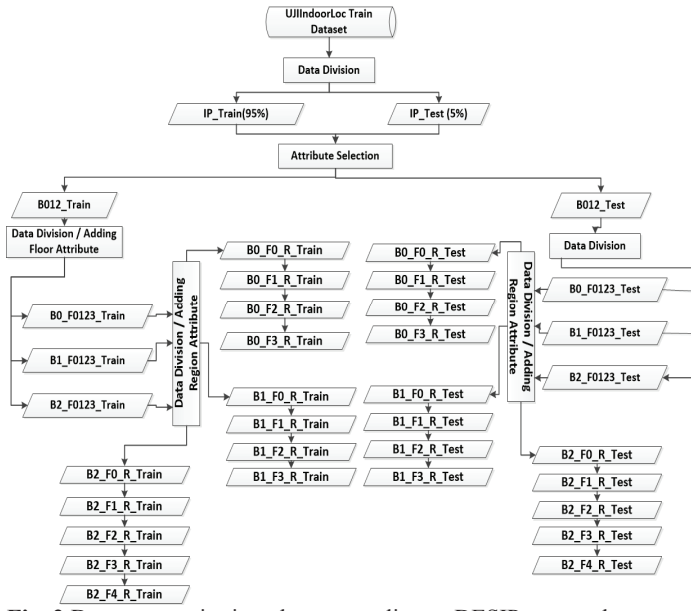 UJIIndoorLoc Train
Dataset
Data Division
IP_Train(95%)
IP_Test (5%)
Attribute Selection
B012_Train
B012_Test
Data Division / Adding
Floor Attribute
Data Division
B0_F0123_Train
B1_F0123_Train
B2_F0123_Train
Data Division / Adding
Region Attribute
B0_F0_R_Train
B0_F1_R_Train
B0_F2_R_Train
B0_F3_R_Train
B1_F0_R_Train
B1_F1_R_Train
B1_F2_R_Train
B1_F3_R_Train
B2_F0_R_Train
B2_F1_R_Train
B2_F2_R_Train
B2_F3_R_Train
B2_F4_R_Train
B0_F0_R_Test
B0_F1_R_Test
B0_F2_R_Test
B0_F3_R_Test
B1_F0_R_Test
B1_F1_R_Test
B1_F2_R_Test
B1_F3_R_Test
Data Division / Adding
Region Attribute
B0_F0123_Test
B1_F0123_Test
B2_F0123_Test
B2_F0_R_Test
B2_F1_R_Test
B2_F2_R_Test
B2_F3_R_Test
B2_F4_R_Test